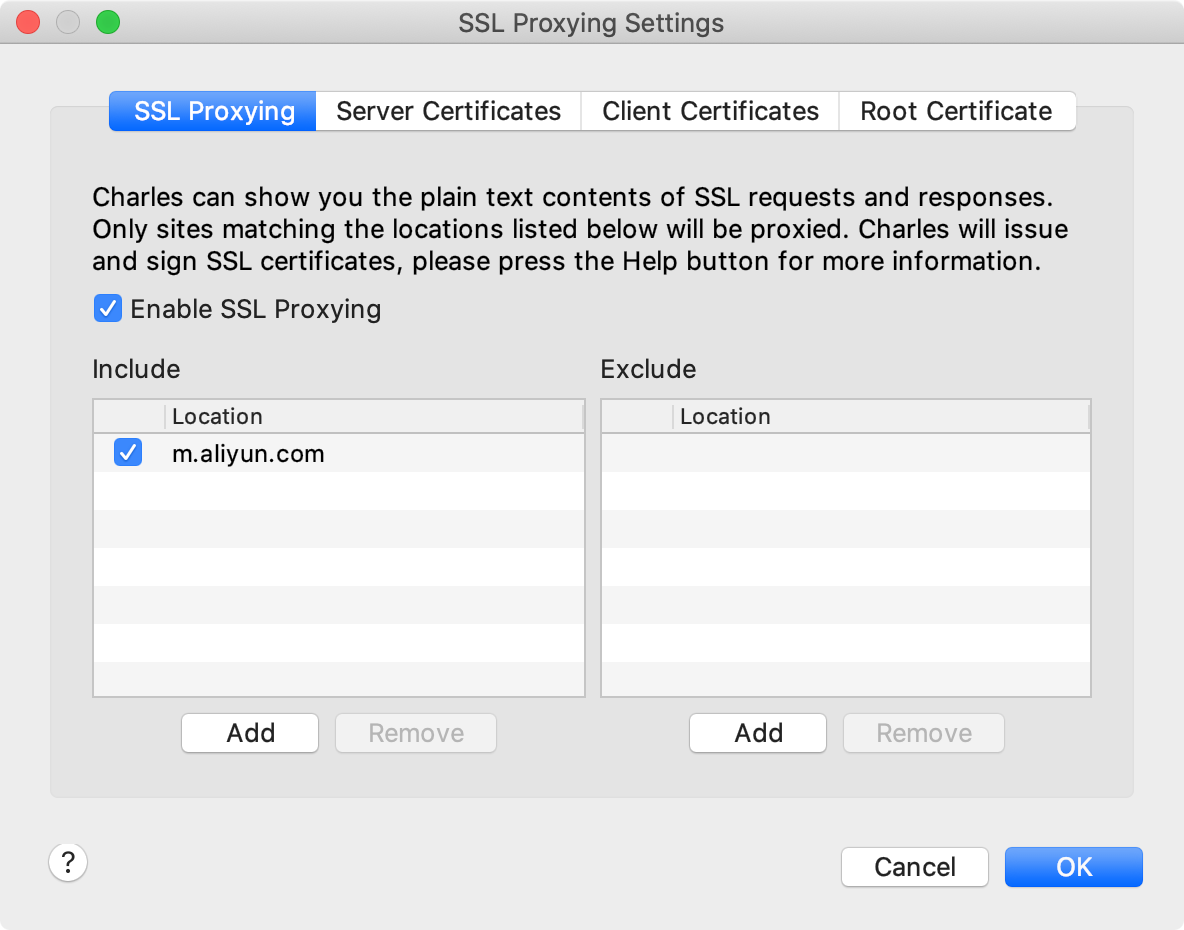 SSL Proxying Settings
SSL Proxying Server Certificates Client Certificates Root Certificate
Charles can show you the plain text contents of SSL requests and responses.
Only sites matching the locations listed below will be proxied. Charles will issue
and sign SSL certificates, please press the Help button for more information.
Enable SSL Proxying
Include Exclude
Location Location
m.aliyun.com
Add Remove Add Remove
? Cancel OK